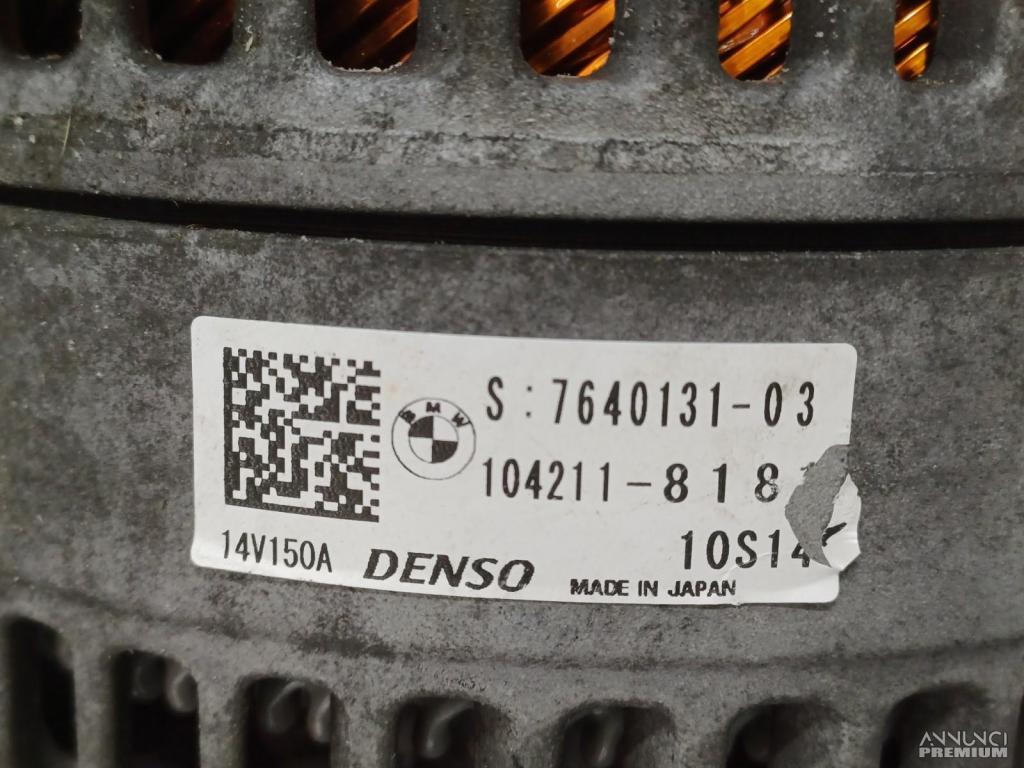 BMW
S:7640131-03
104211-818
14V150A
DENSO
10S14
MADE IN JAPAN
ANNUNCI
PREMIUM